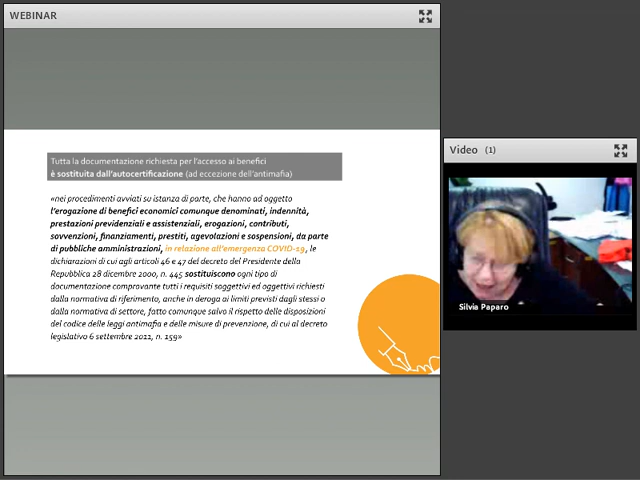 WEBINAR
Tutta la documentazione richiesta per l'accesso ai benefici
è sostituita dall'autocertificazione (ad eccezione dell'antimafia)
«nei procedimenti avviati su istanza di parte, che hanno ad oggetto
l'erogazione di benefici economici comunque denominati, indennità,
prestazioni previdenziali e assistenziali, erogazioni, contributi,
sovvenzioni, finanziamenti, prestiti, agevolazioni e sospensioni, da parte
di pubbliche amministrazioni, in relazione all'emergenza COVID-19, le
dichiarazioni di cui agli articoli 46 e 47 del decreto del Presidente della
Repubblica 28 dicembre 2000, n. 445 sostituiscono ogni tipo di
documentazione comprovante tutti i requisiti soggettivi ed oggettivi richiesti
dalla normativa di riferimento, anche in deroga ai limiti previsti dagli stessi o
dalla normativa di settore, fatto comunque salvo il rispetto delle disposizioni
del codice delle leggi antimafia e delle misure di prevenzione, di cui al decreto
legislativo 6 settembre 2011, n. 159»
Video (1)
Silvia Paparo